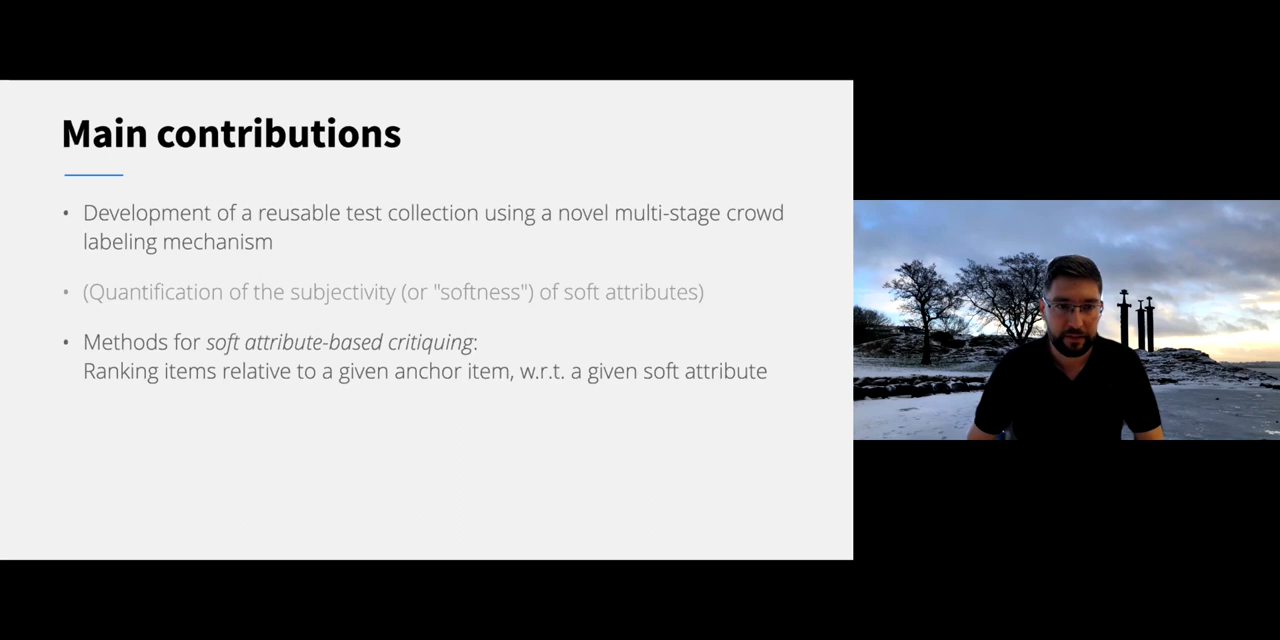 Main contributions
• Development of a reusable test collection using a novel multi-stage crowd
labeling mechanism
• (Quantification of the subjectivity (or "softness") of soft attributes)
• Methods for soft attribute-based critiquing:
Ranking items relative to a given anchor item, w.r.t. a given soft attribute